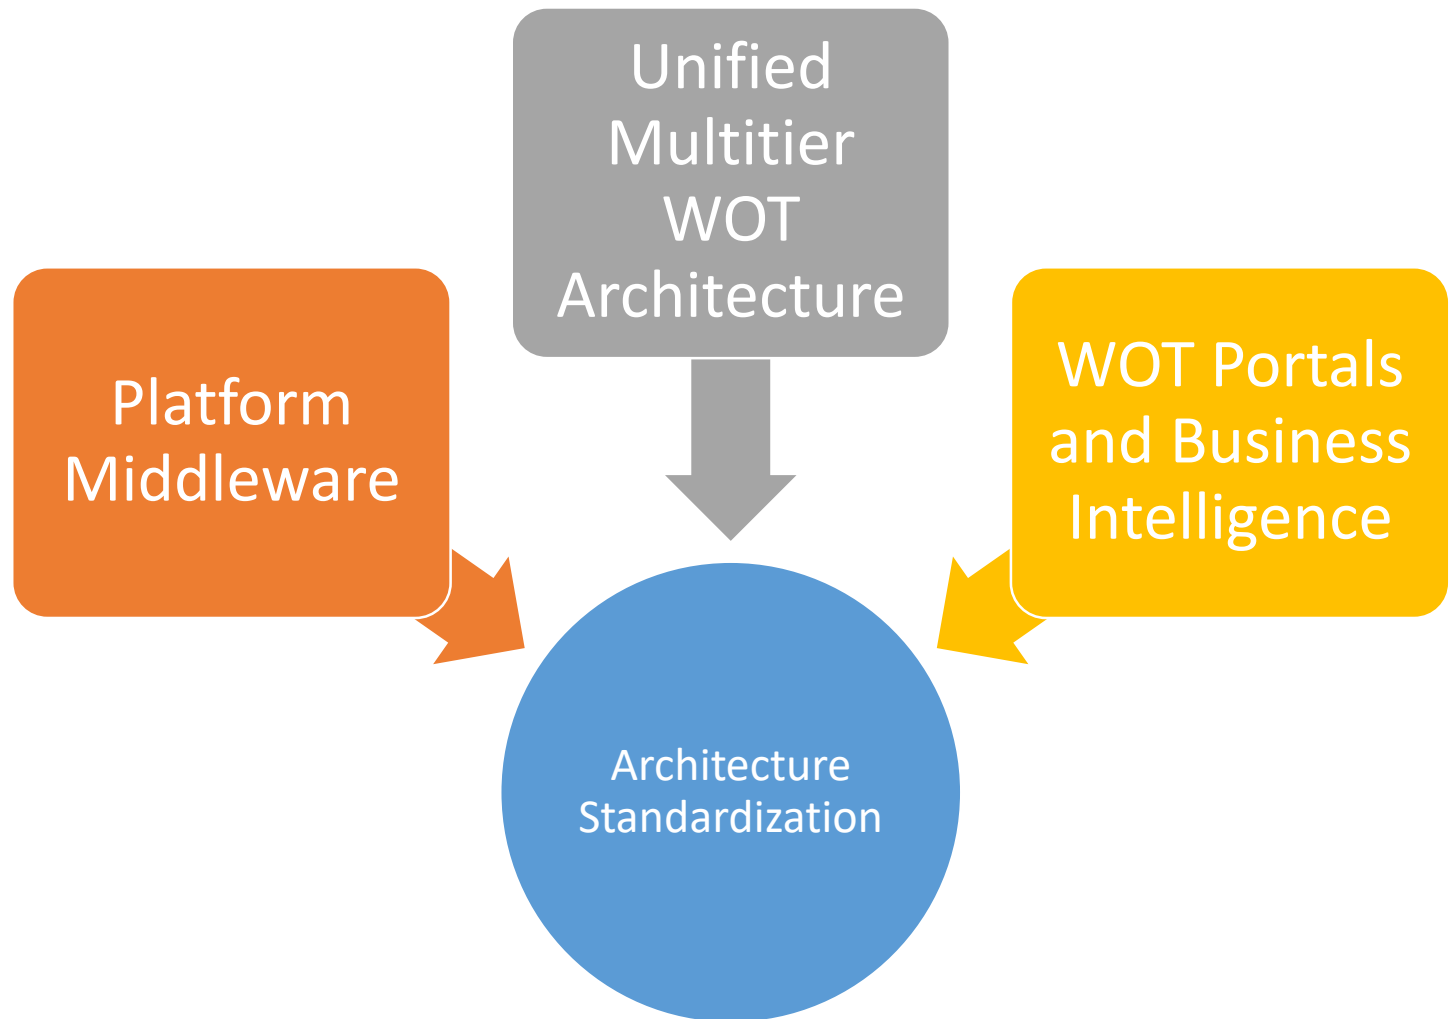 Unified
Multitier
WOT
Architecture
Platform
Middleware
WOT Portals
and Business
Intelligence
Architecture
Standardization